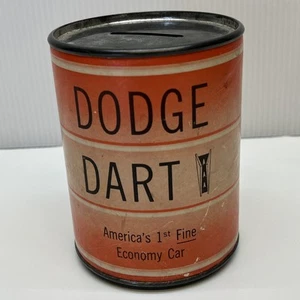 DODGE
DART
America's 1st Fine
Economy Car